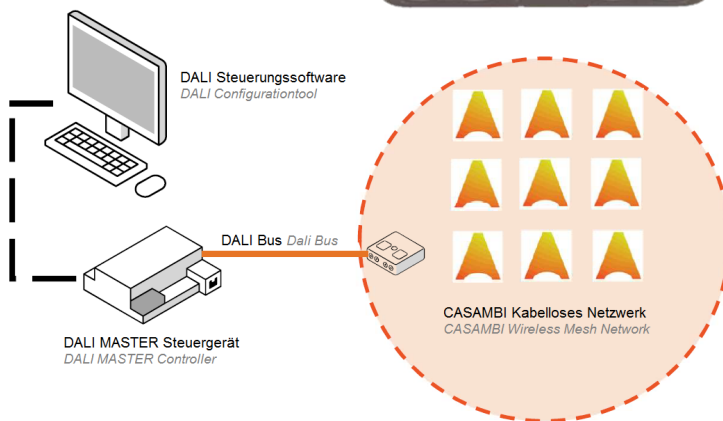 DALI Steuerungssoftware
DALI Configurationtool
DALI Bus Dali Bus
DALI MASTER Steuergerät
DALI MASTER Controller
CASAMBI Kabelloses Netzwerk
CASAMBI Wireless Mesh Network